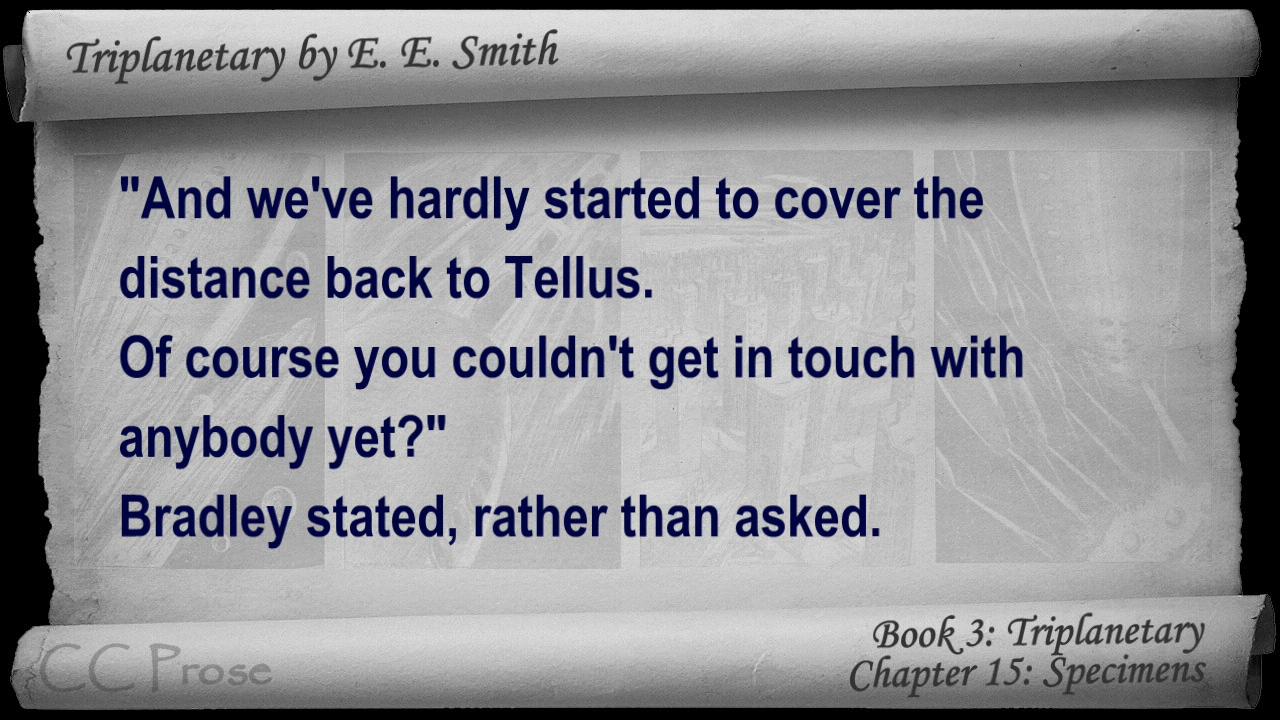 Triplanetary by E. E. Smith
"And we've hardly started to cover the
distance back to Tellus.
Of course you couldn't get in touch with
anybody yet?"
Bradley stated, rather than asked.
Book 3: Triplanetary
Chapter 15: Specimens
CC Prose